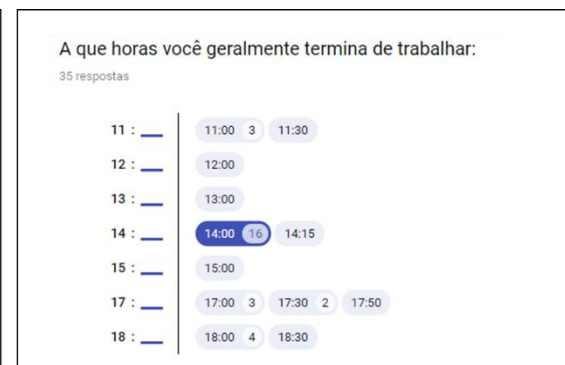 A que horas você geralmente termina de trabalhar:
35 respostas
11 : __ 11:00 3 11:30
12 : __ 12:00
13 : __ 13:00
14 : __ 14:00 16 14:15
15 : __ 15:00
17 : __ 17:00 3 17:30 2 17:50
18 : __ 18:00 4 18:30